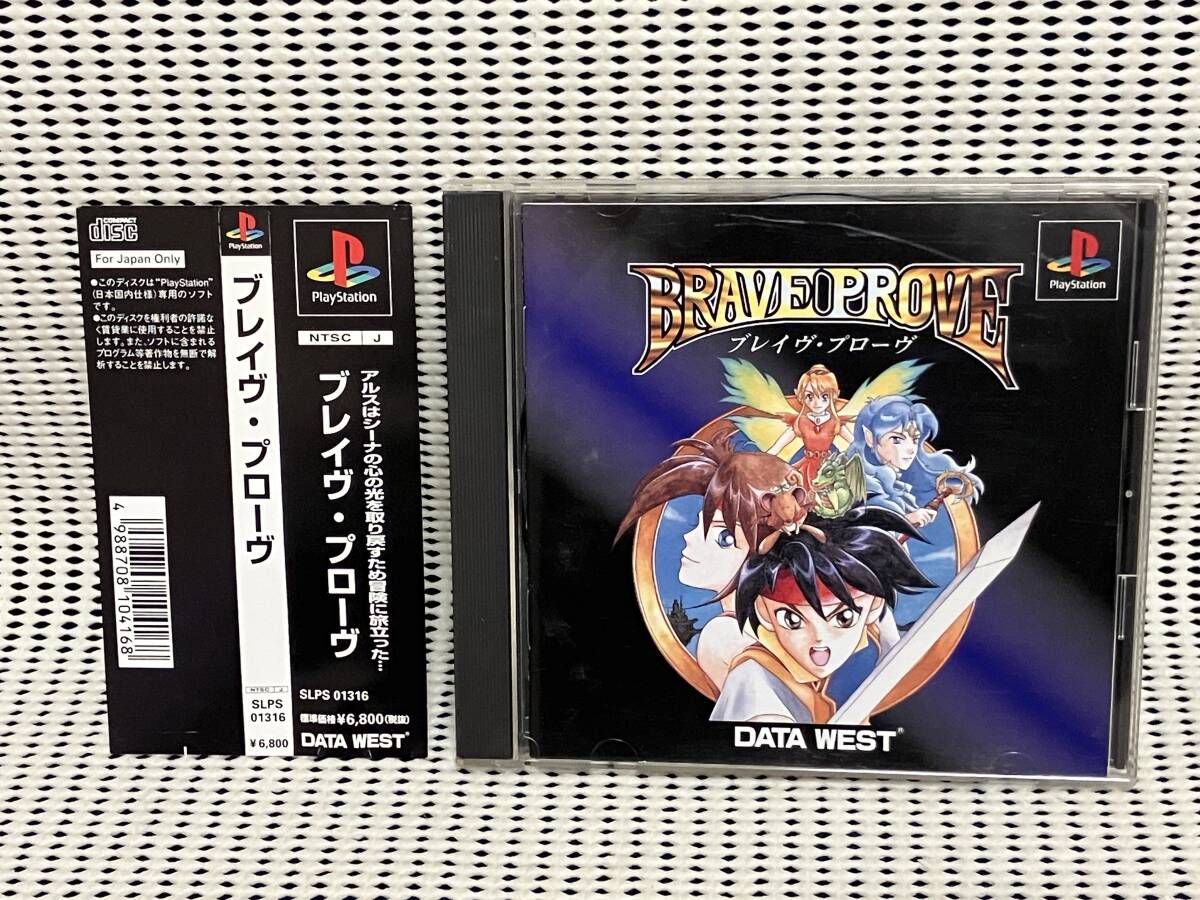 COMPACT
disc
For Japan Only
●このディスクは"PlayStation"
(日本国内仕様)専用のソフト
です。
●このディスクを権利者の許諾な
く賃貸業に使用することを禁止
します。また、ソフトに含まれる
プログラム等著作物を無断で解
析することを禁止します。
4988708104168
PlayStation
ブレイヴ・プローヴ
NTSC J
SLPS
01316
¥6,800
PlayStation
NTSC J
アルスはシーナの心の光を取り戻すため冒険に旅立った…
ブレイヴ・プローヴ
SLPS 01316
標準価格¥6,800(税抜)
DATA WEST®
BRAVE PROVE
ブレイヴ・プローヴ
PlayStation
DATA WEST®